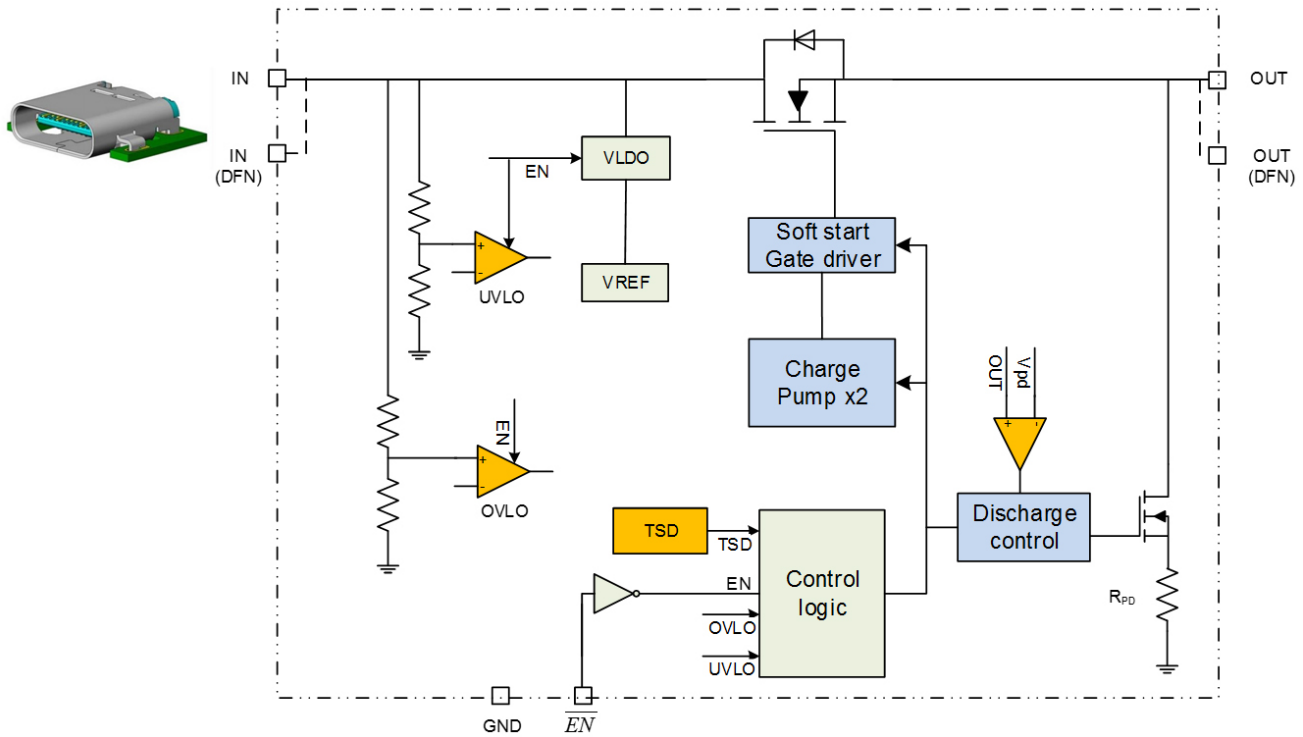 IN
OUT
IN
(DFN)
OUT
(DFN)
EN
VLDO
+
-
UVLO
VREF
Soft start
Gate driver
Charge
Pump x2
OUT
Vpd
+
-
EN
+
-
OVLO
TSD
TSD
EN
OVLO
UVLO
Control
logic
Discharge
control
RPD
GND
EN